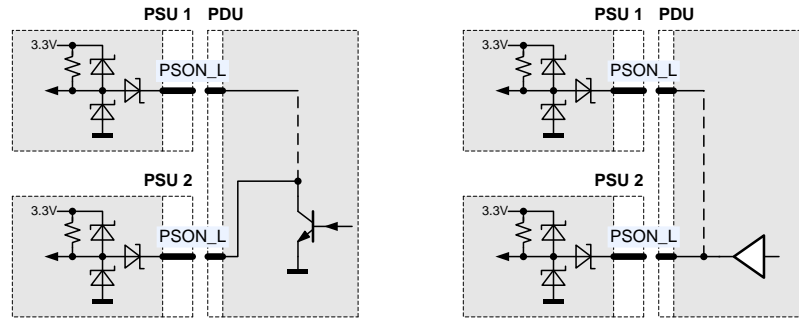 PSU 1 PDU
3.3V
PSON_L
PSU 2
3.3V
PSON_L
PSU 1 PDU
3.3V
PSON_L
PSU 2
3.3V
PSON_L